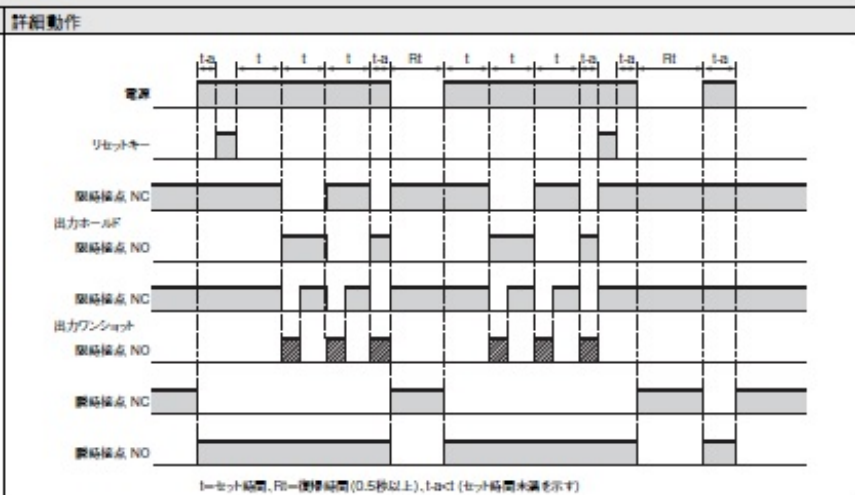 詳細動作
t-a t t t t-a Rt t t t t-a t-a Rt t-a
電源
リセットキー
限時接点 NC
出力ホールド
限時接点 NO
限時接点 NC
出力ワンショット
限時接点 NO
瞬時接点 NC
瞬時接点 NO
t=セット時間、Rt=復帰時間(0.5秒以上)、t-a<t (セット時間未満を示す)